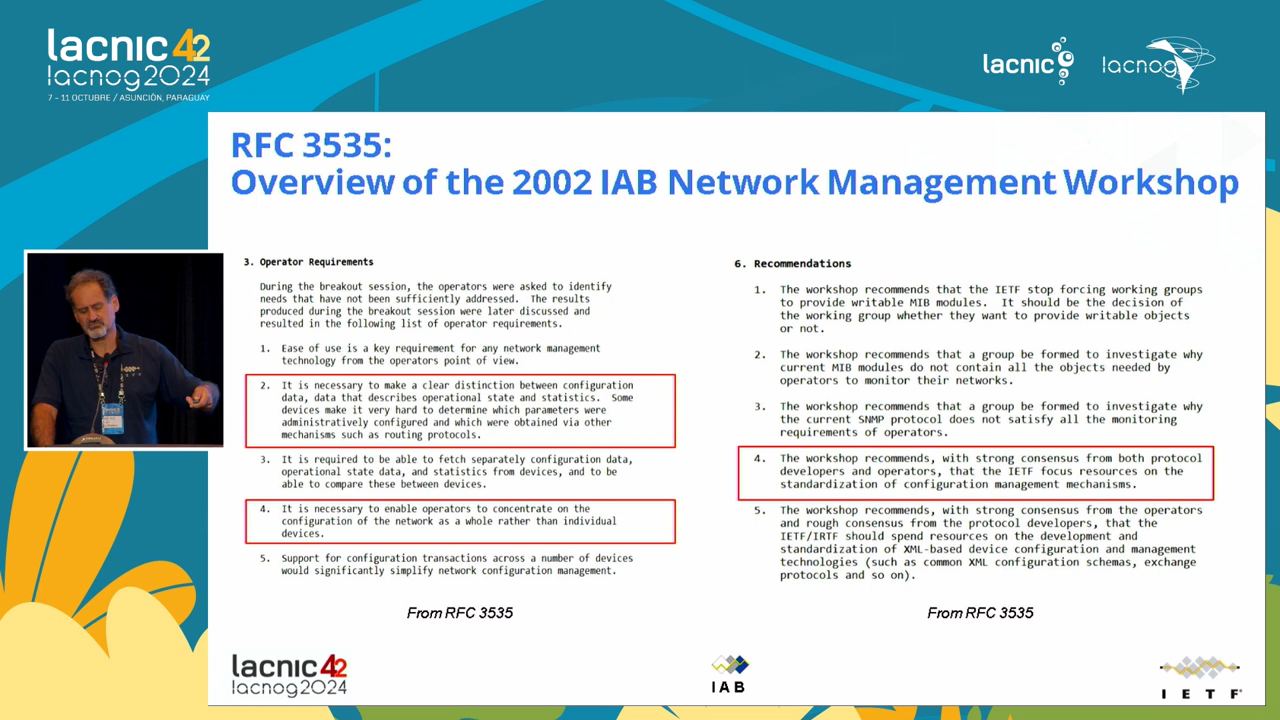 lacnic 42
lacnog2024
7 - 11 OCTUBRE / ASUNCIÓN, PARAGUAY
lacnic
lacnog
RFC 3535:
Overview of the 2002 IAB Network Management Workshop
3. Operator Requirements
During the breakout session, the operators were asked to identify
needs that have not been sufficiently addressed. The results
produced during the breakout session were later discussed and
resulted in the following list of operator requirements.
1. Ease of use is a key requirement for any network management
technology from the operators point of view.
2. It is necessary to make a clear distinction between configuration
data, data that describes operational state and statistics. Some
devices make it very hard to determine which parameters were
administratively configured and which were obtained via other
mechanisms such as routing protocols.
3. It is required to be able to fetch separately configuration data,
operational state data, and statistics from devices, and to be
able to compare these between devices.
4. It is necessary to enable operators to concentrate on the
configuration of the network as a whole rather than individual
devices.
5. Support for configuration transactions across a number of devices
would significantly simplify network configuration management.
From RFC 3535
6. Recommendations
1. The workshop recommends that the IETF stop forcing working groups
to provide writable MIB modules. It should be the decision of
the working group whether they want to provide writable objects
or not.
2. The workshop recommends that a group be formed to investigate why
current MIB modules do not contain all the objects needed by
operators to monitor their networks.
3. The workshop recommends that a group be formed to investigate why
the current SNMP protocol does not satisfy all the monitoring
requirements of operators.
4. The workshop recommends, with strong consensus from both protocol
developers and operators, that the IETF focus resources on the
standardization of configuration management mechanisms.
5. The workshop recommends, with strong consensus from the operators
and rough consensus from the protocol developers, that the
IETF/IRTF should spend resources on the development and
standardization of XML-based device configuration and management
technologies (such as common XML configuration schemas, exchange
protocols and so on).
From RFC 3535
lacnic 42
lacnog2024
IAB
IETF